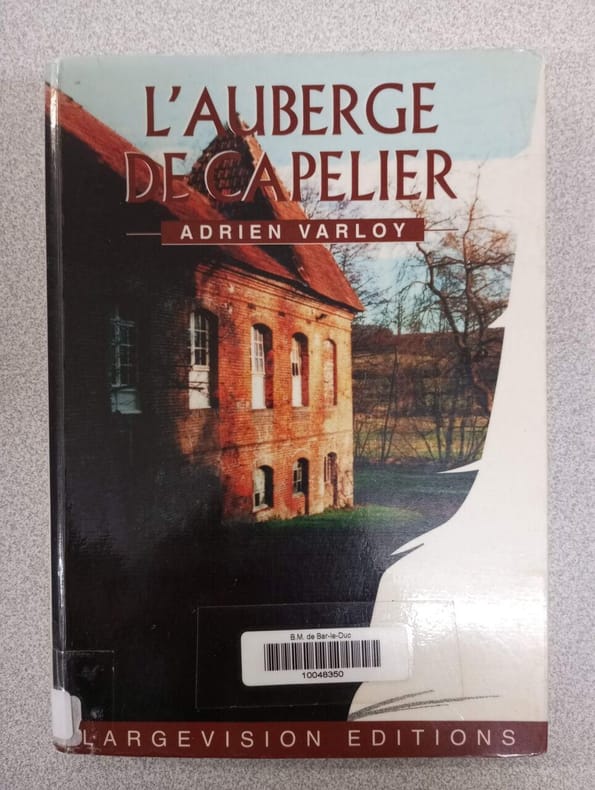 L'AUBERGE
DE CAPELIER
ADRIEN VARLOY
B.M. de Bar-le-Duc
10048350
LARGEVISION EDITIONS